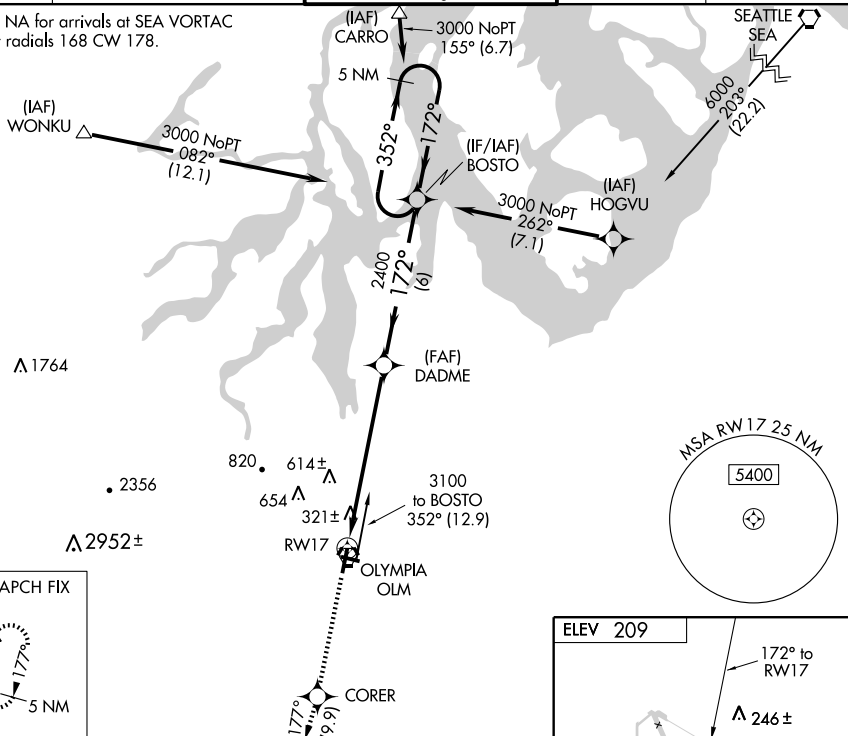 NA for arrivals at SEA VORTAC
radials 168 CW 178.
(IAF)
CARRO
3000 NoPT
155° (6.7)
SEATTLE
SEA
5 NM
6000
203°
(22.2)
(IAF)
WONKU
3000 NoPT
082°
(12.1)
352°
172°
(IF/IAF)
BOSTO
(IAF)
HOGVU
3000 NoPT
262°
(7.1)
2400
172°
(6)
1764
(FAF)
DADME
MSA RW17 25 NM
5400
820
614±
2356
654
3100
to BOSTO
352° (12.9)
321±
2952±
RW17
OLYMPIA
OLM
APCH FIX
177°
5 NM
CORER
177°
ELEV 209
172° to
RW17
246±